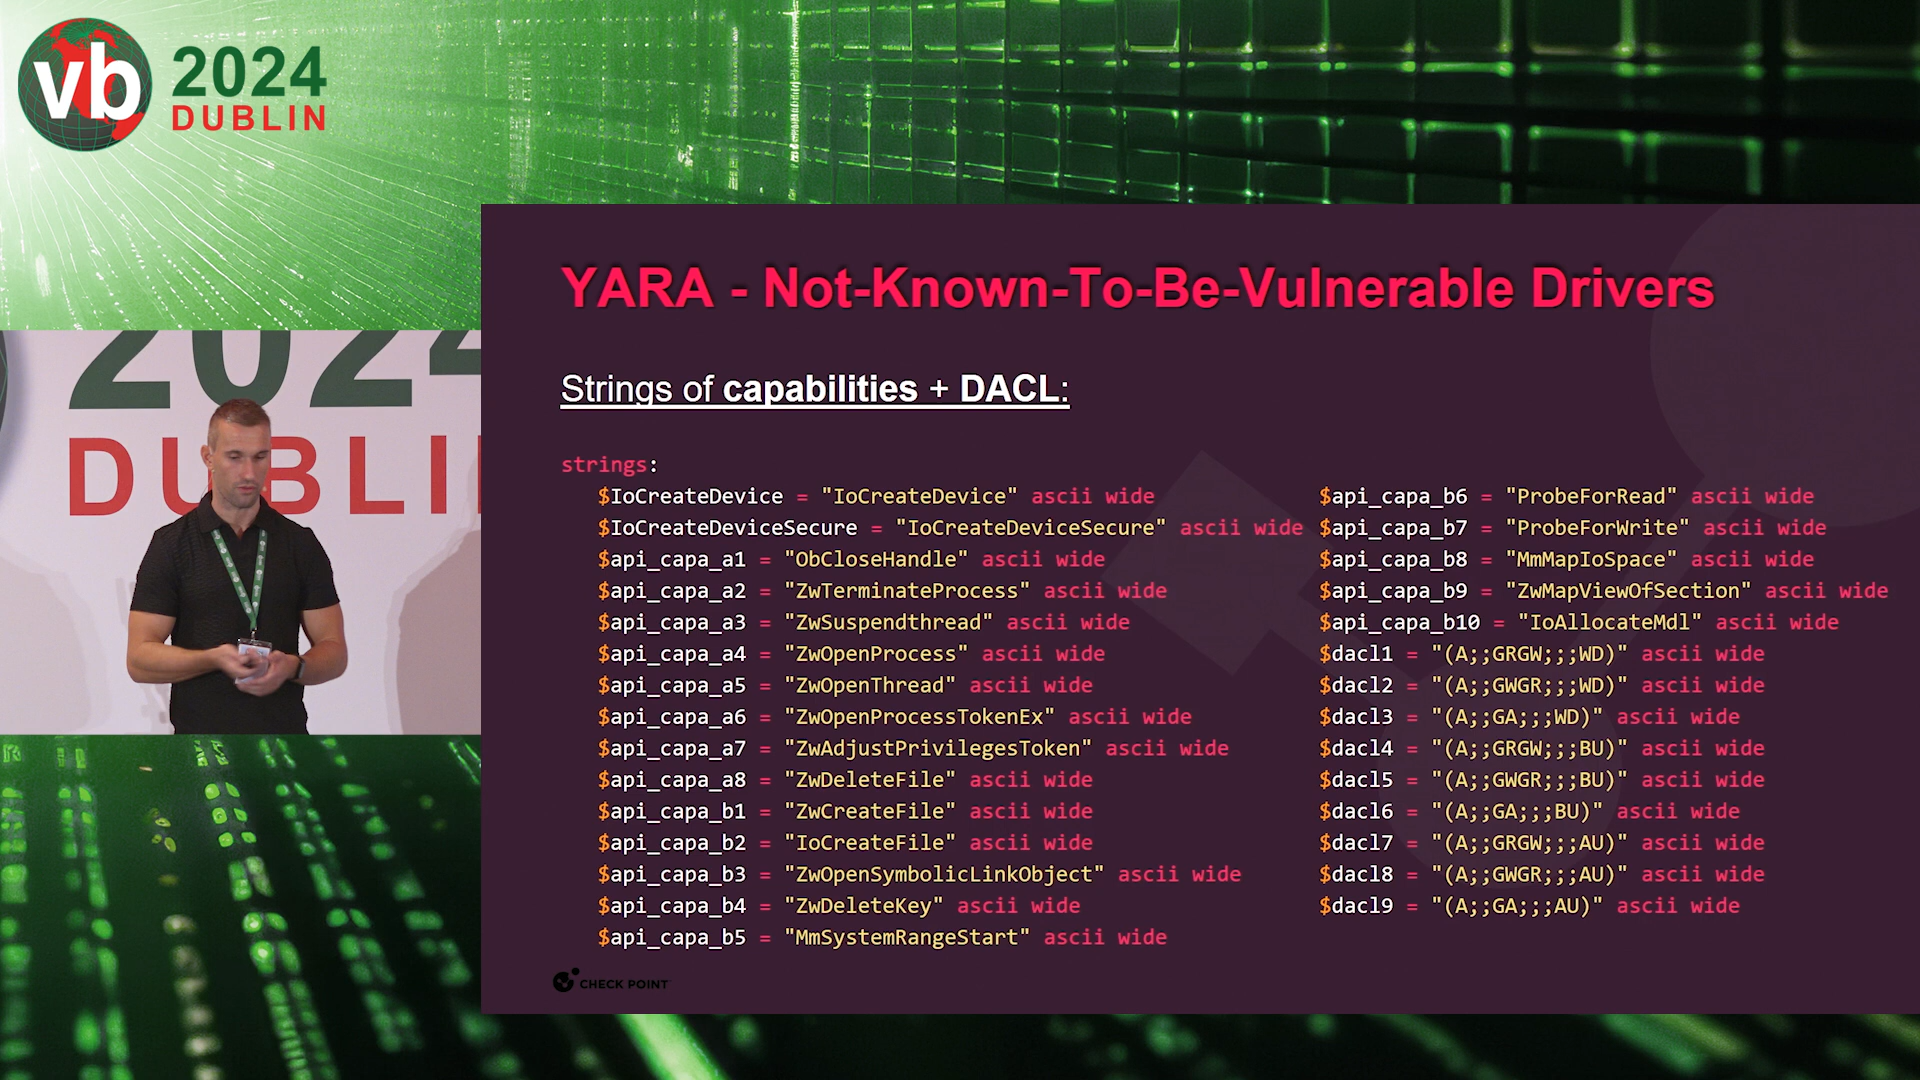 vb
2024
DUBLIN
2024
DUBLIN
YARA - Not-Known-To-Be-Vulnerable Drivers
Strings of capabilities + DACL:
strings:
$IoCreateDevice = "IoCreateDevice" ascii wide
$IoCreateDeviceSecure = "IoCreateDeviceSecure" ascii wide
$api_capa_a1 = "ObCloseHandle" ascii wide
$api_capa_a2 = "ZwTerminateProcess" ascii wide
$api_capa_a3 = "ZwSuspendthread" ascii wide
$api_capa_a4 = "ZwOpenProcess" ascii wide
$api_capa_a5 = "ZwOpenThread" ascii wide
$api_capa_a6 = "ZwOpenProcessTokenEx" ascii wide
$api_capa_a7 = "ZwAdjustPrivilegesToken" ascii wide
$api_capa_a8 = "ZwDeleteFile" ascii wide
$api_capa_b1 = "ZwCreateFile" ascii wide
$api_capa_b2 = "IoCreateFile" ascii wide
$api_capa_b3 = "ZwOpenSymbolicLinkObject" ascii wide
$api_capa_b4 = "ZwDeleteKey" ascii wide
$api_capa_b5 = "MmSystemRangeStart" ascii wide
$api_capa_b6 = "ProbeForRead" ascii wide
$api_capa_b7 = "ProbeForWrite" ascii wide
$api_capa_b8 = "MmMapIoSpace" ascii wide
$api_capa_b9 = "ZwMapViewOfSection" ascii wide
$api_capa_b10 = "IoAllocateMdl" ascii wide
$dacl1 = "(A;;GRGW;;;WD)" ascii wide
$dacl2 = "(A;;GWGR;;;WD)" ascii wide
$dacl3 = "(A;;GA;;;WD)" ascii wide
$dacl4 = "(A;;GRGW;;;BU)" ascii wide
$dacl5 = "(A;;GWGR;;;BU)" ascii wide
$dacl6 = "(A;;GA;;;BU)" ascii wide
$dacl7 = "(A;;GRGW;;;AU)" ascii wide
$dacl8 = "(A;;GWGR;;;AU)" ascii wide
$dacl9 = "(A;;GA;;;AU)" ascii wide
CHECK POINT